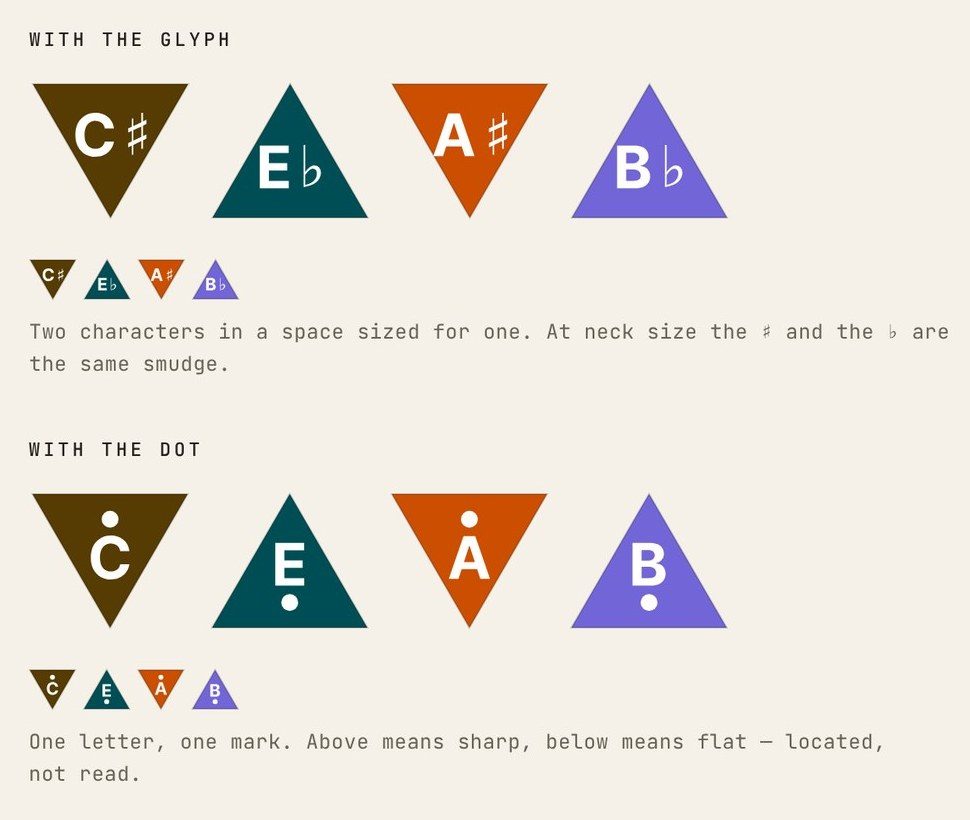 WITH THE GLYPH
C♯ E♭ A♯ B♭
C♯ E♭ A♯ B♭
Two characters in a space sized for one. At neck size the ♯ and the ♭ are
the same smudge.
WITH THE DOT
C E A B
C E A B
One letter, one mark. Above means sharp, below means flat — located,
not read.